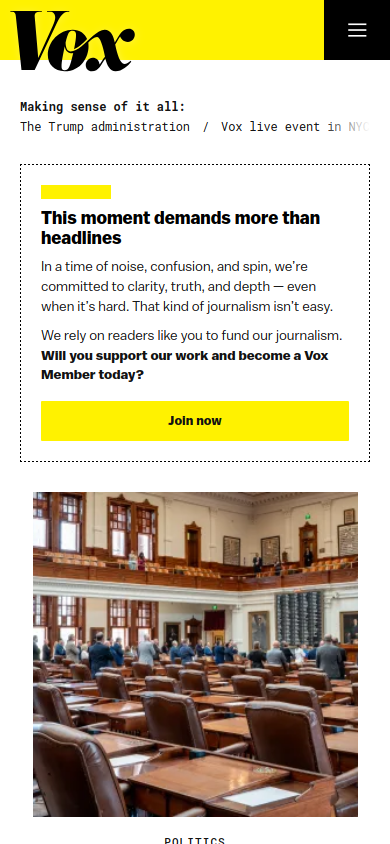 Vox
Making sense of it all:
The Trump administration / Vox live event in NYC
This moment demands more than
headlines
In a time of noise, confusion, and spin, we're
committed to clarity, truth, and depth — even
when it's hard. That kind of journalism isn't easy.
We rely on readers like you to fund our journalism.
Will you support our work and become a Vox
Member today?
Join now
POLITICS